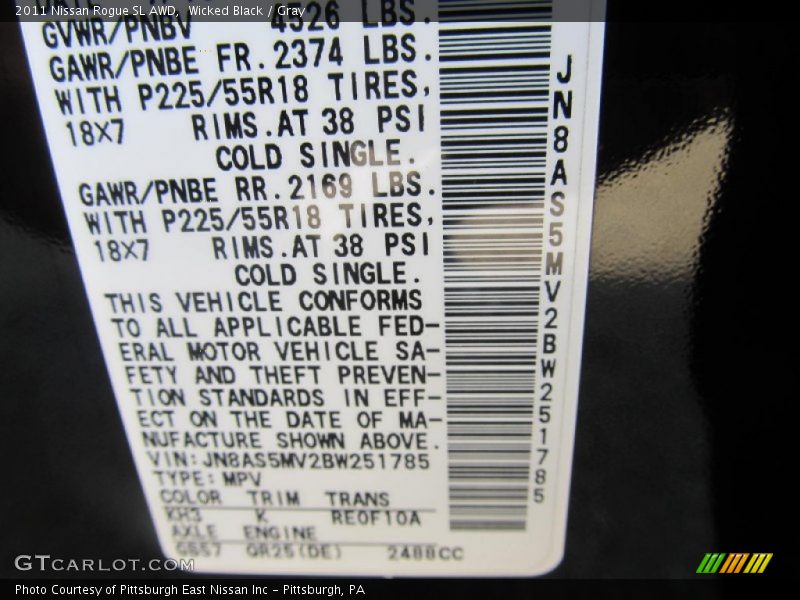 2011 Nissan Rogue SL AWD, Wicked Black / Gray
GVWR/PNBV 4526 LBS.
GAWR/PNBE FR. 2374 LBS.
WITH P225/55R18 TIRES,
18X7 RIMS. AT 38 PSI
COLD SINGLE.
GAWR/PNBE RR. 2169 LBS.
WITH P225/55R18 TIRES,
18X7 RIMS. AT 38 PSI
COLD SINGLE.
THIS VEHICLE CONFORMS
TO ALL APPLICABLE FED-
ERAL MOTOR VEHICLE SA-
FETY AND THEFT PREVEN-
TION STANDARDS IN EFF-
ECT ON THE DATE OF MA-
NUFACTURE SHOWN ABOVE.
VIN:JN8AS5MV2BW251785
TYPE: MPV
COLOR TRIM TRANS
KH3 K RE0F10A
AXLE ENGINE
GS57 QR25(DE) 2488CC
JN8AS5MV2BW251785
GTCARLOT.COM
Photo Courtesy of Pittsburgh East Nissan Inc - Pittsburgh, PA